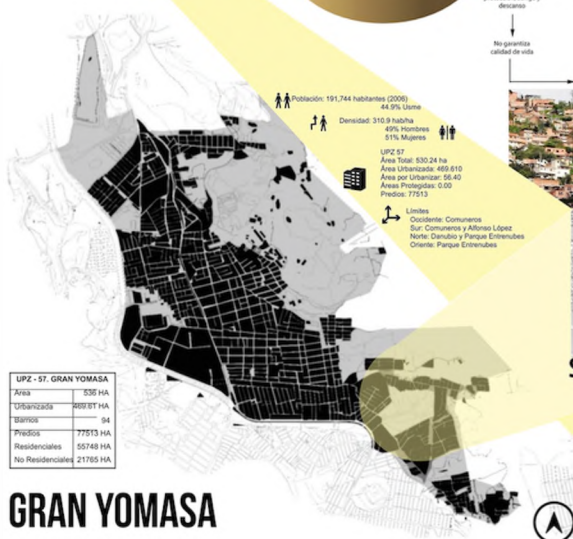 descanso
No garantiza
calidad de vida
Población: 191,744 habitantes (2006)
44.9% Usme
Densidad: 310.9 hab/ha
49% Hombres
51% Mujeres
UPZ 57
Área Total: 530.24 ha
Área Urbanizada: 469.610
Área por Urbanizar: 56.40
Áreas Protegidas: 0.00
Predios: 77513
Límites
Occidente: Comuneros
Sur: Comuneros y Alfonso López
Norte: Danubio y Parque Entrenubes
Oriente: Parque Entrenubes
UPZ - 57. GRAN YOMASA
Area 536 HA
Urbanizada 469.61 HA
Barrios 94
Predios 77513 HA
Residenciales 55748 HA
No Residenciales 21765 HA
GRAN YOMASA